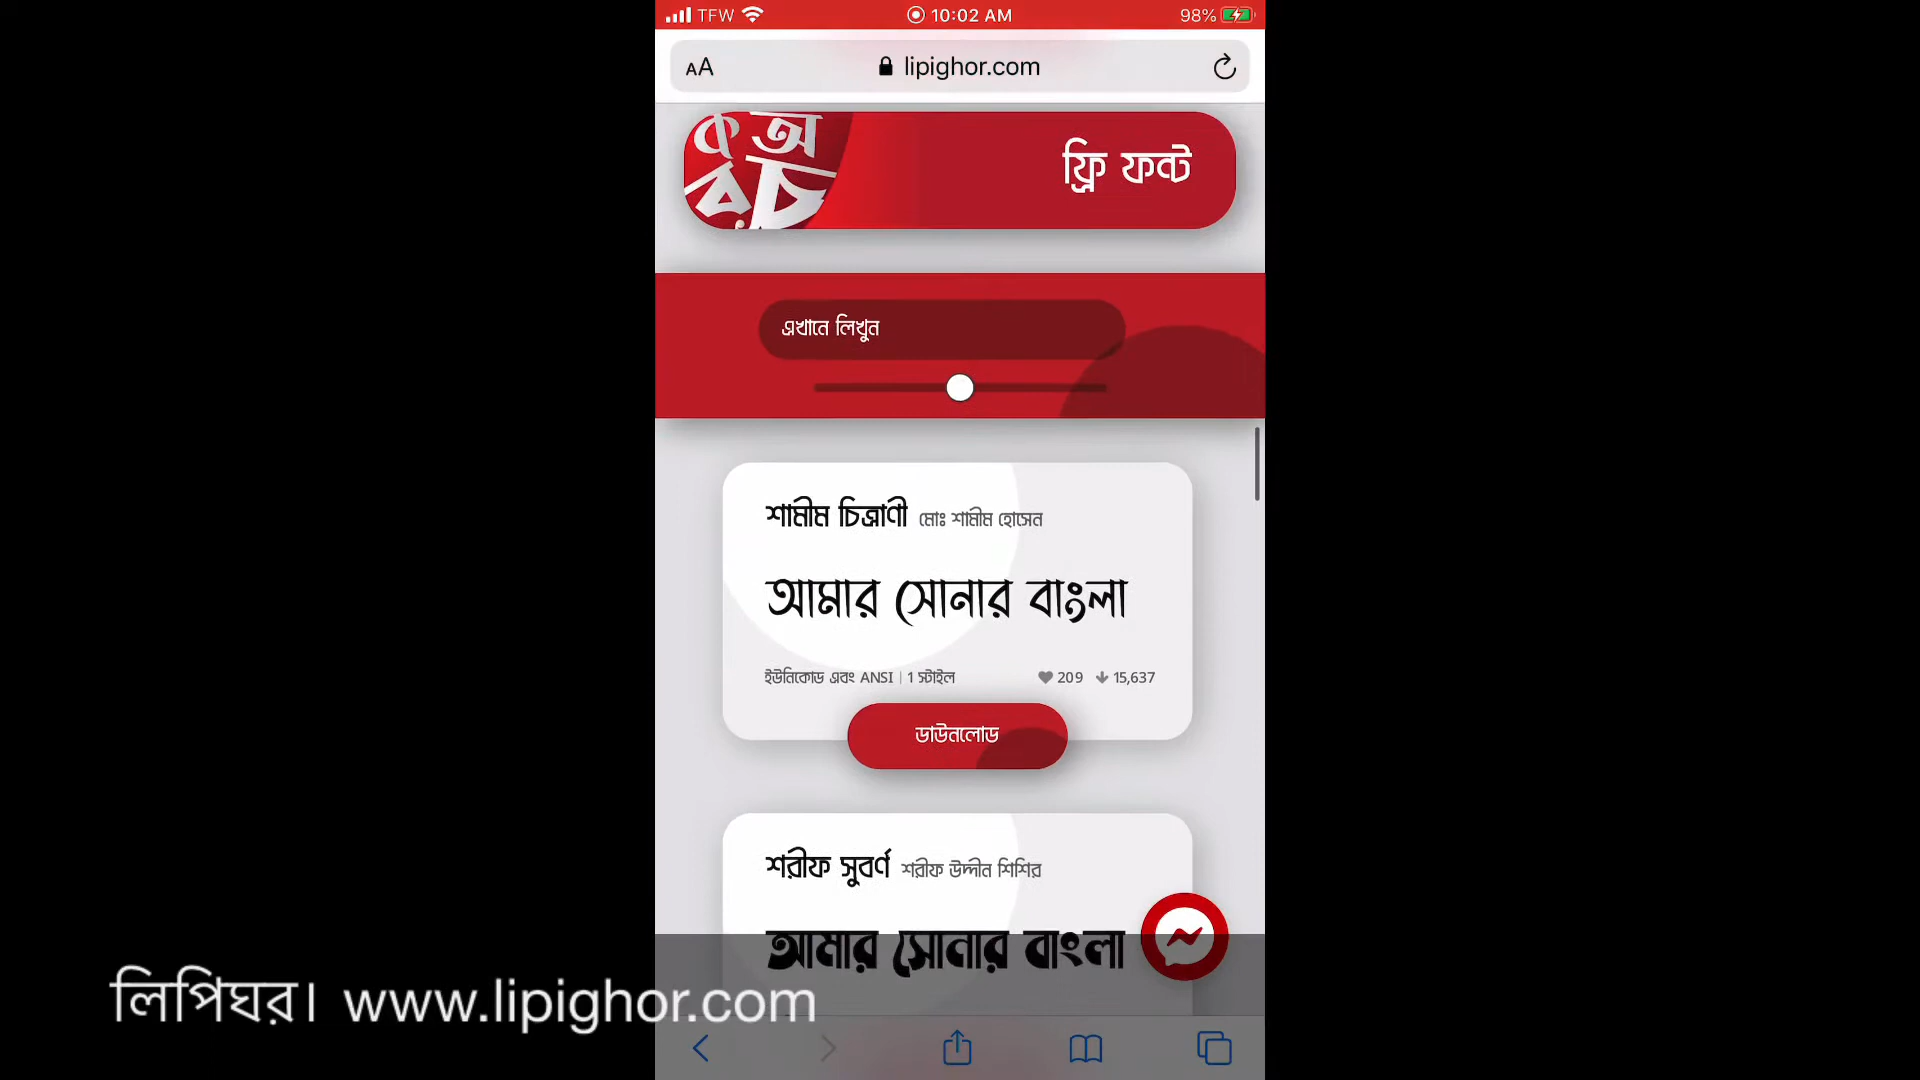 TFW 10:02 AM 98%
AA lipighor.com
ক অ
র চ
ফ্রি ফন্ট
এখানে লিখুন
শামীম চিত্রাণী মোঃ শামীম হোসেন
আমার সোনার বাংলা
ইউনিকোড এবং ANSI | 1 স্টাইল 209 15,637
ডাউনলোড
শরীফ সুবর্ণ শরীফ উদ্দীন শিশির
আমার সোনার বাংলা
লিপিঘর। www.lipighor.com